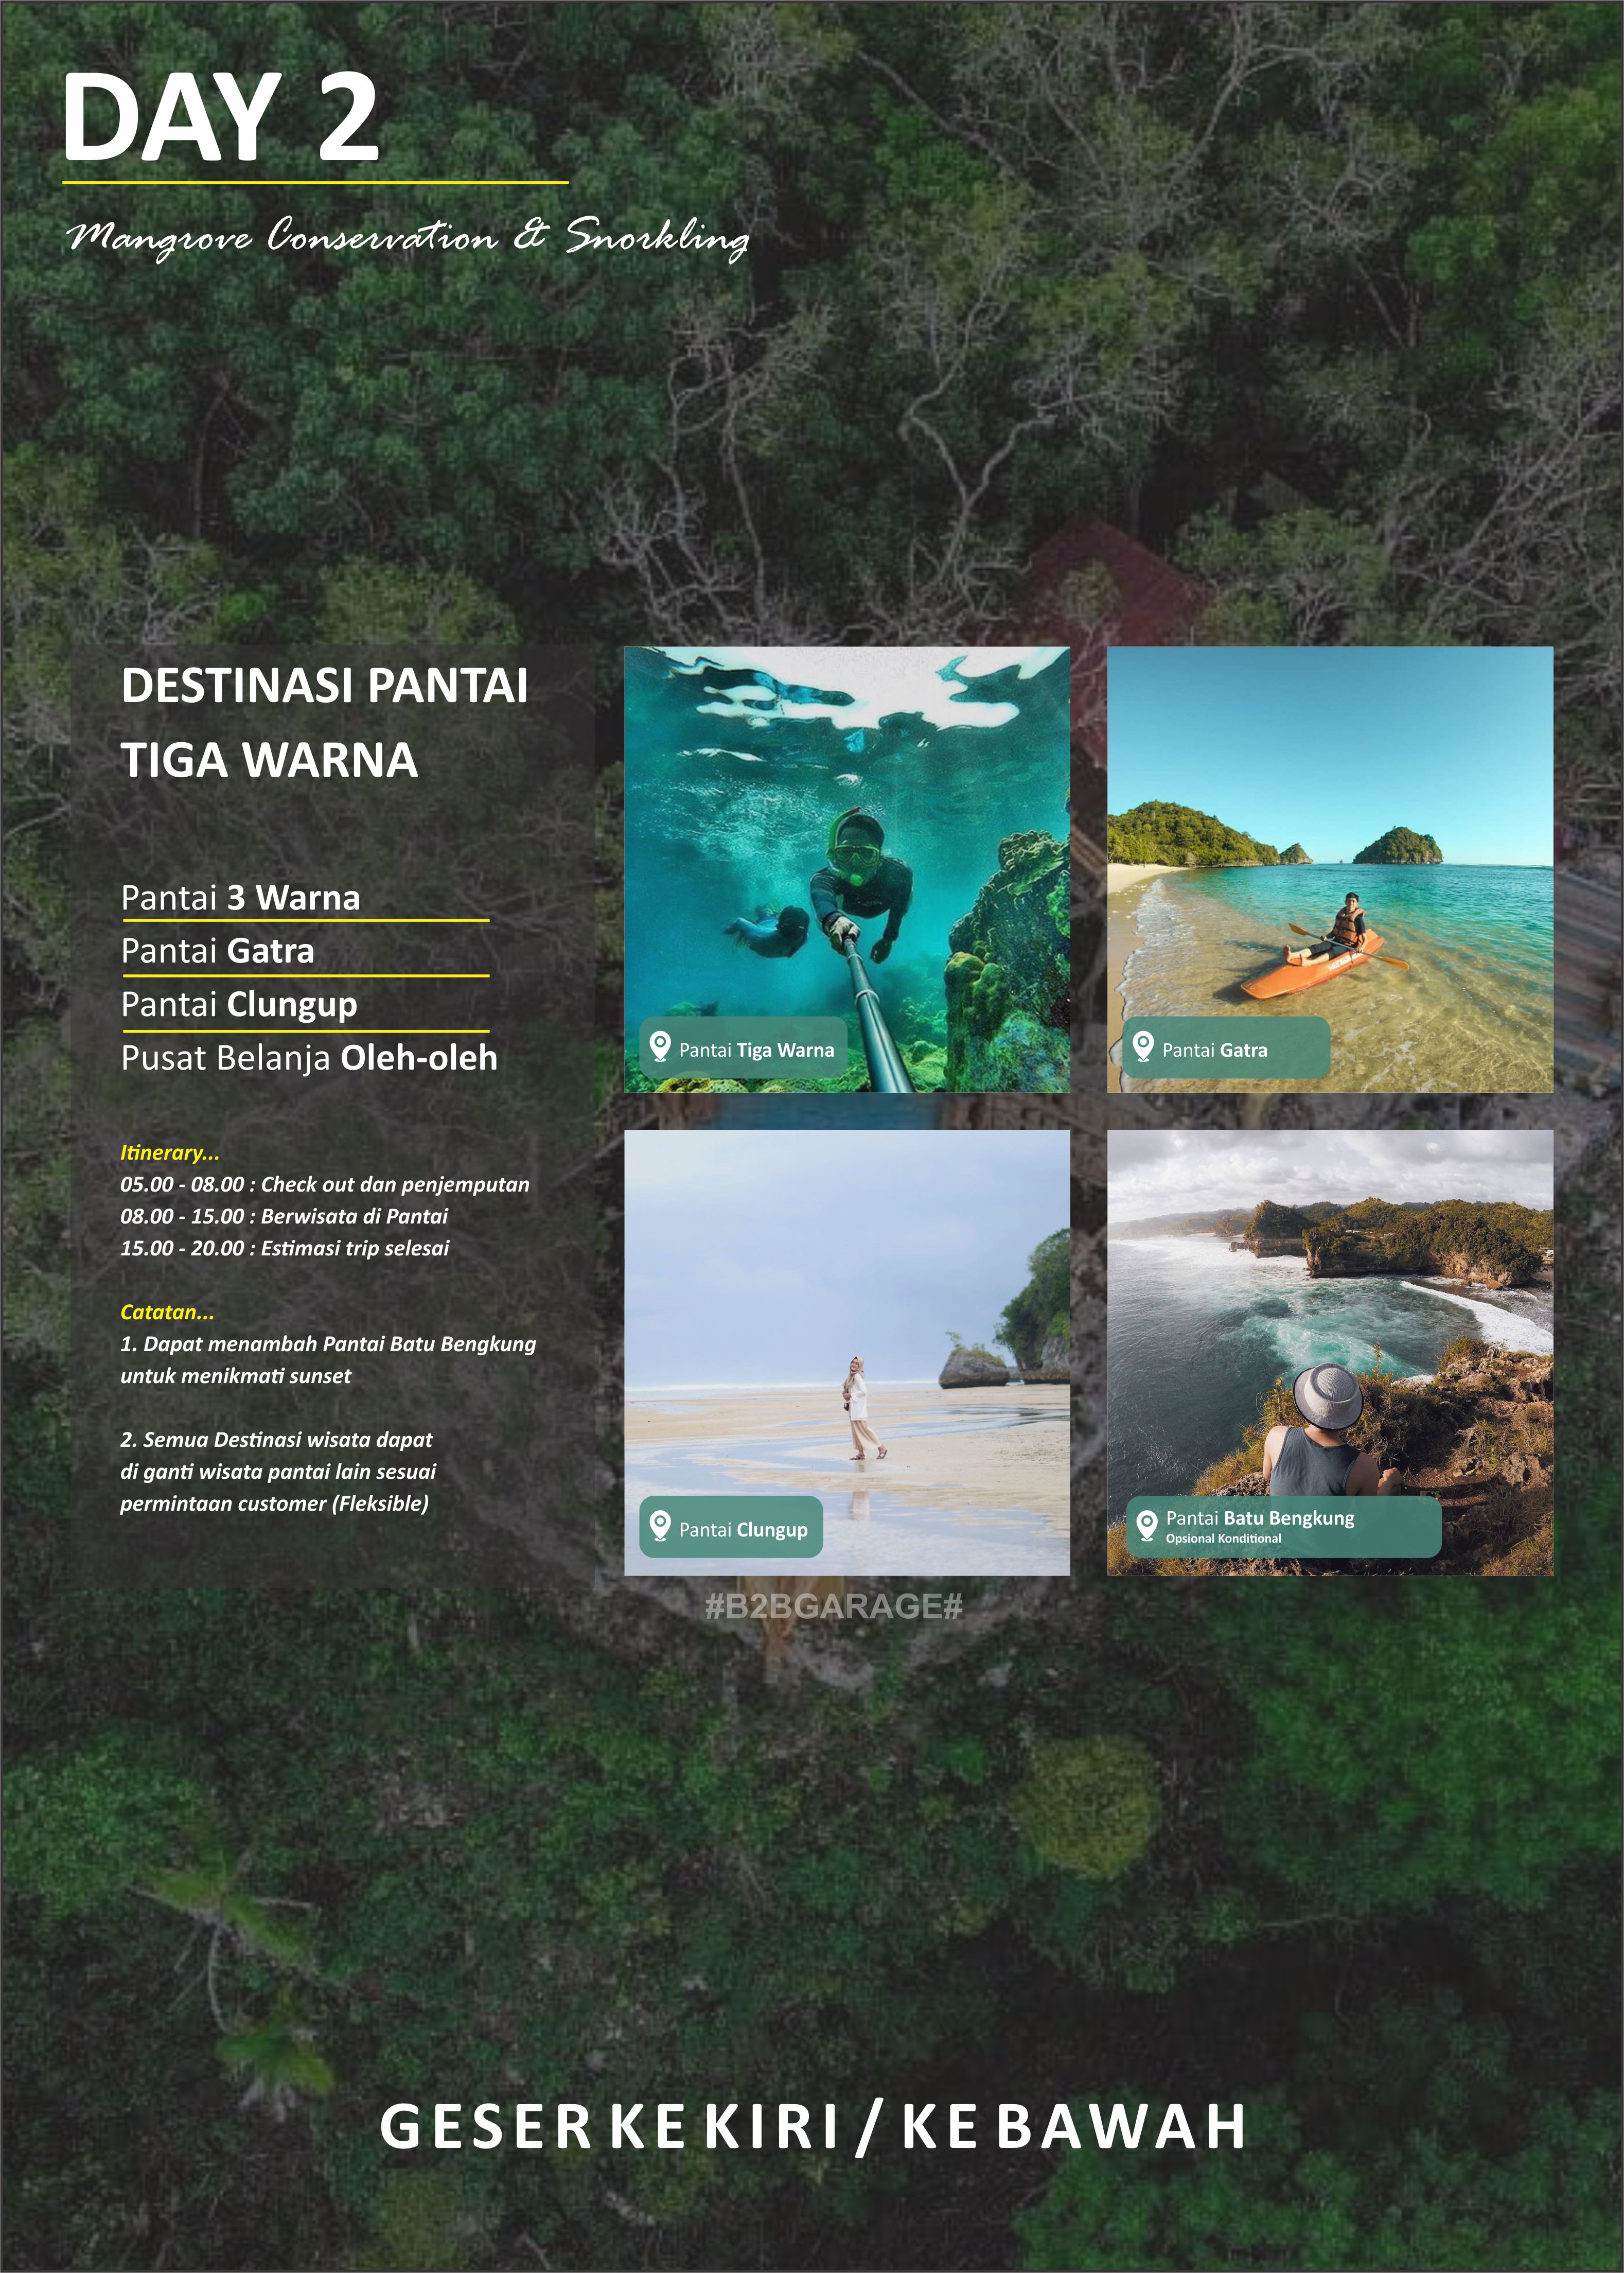 DAY 2
Mangrove Conservation & Snorkling
DESTINASI PANTAI
TIGA WARNA
Pantai 3 Warna
Pantai Gatra
Pantai Clungup
Pusat Belanja Oleh-oleh
Itinerary...
05.00 - 08.00 : Check out dan penjemputan
08.00 - 15.00 : Berwisata di Pantai
15.00 - 20.00 : Estimasi trip selesai
Catatan...
1. Dapat menambah Pantai Batu Bengkung
untuk menikmati sunset
2. Semua Destinasi wisata dapat
di ganti wisata pantai lain sesuai
permintaan customer (Fleksible)
Pantai Tiga Warna
Pantai Gatra
Pantai Clungup
Pantai Batu Bengkung
Opsional Konditional
#B2BGARAGE#
GESER KE KIRI / KE BAWAH